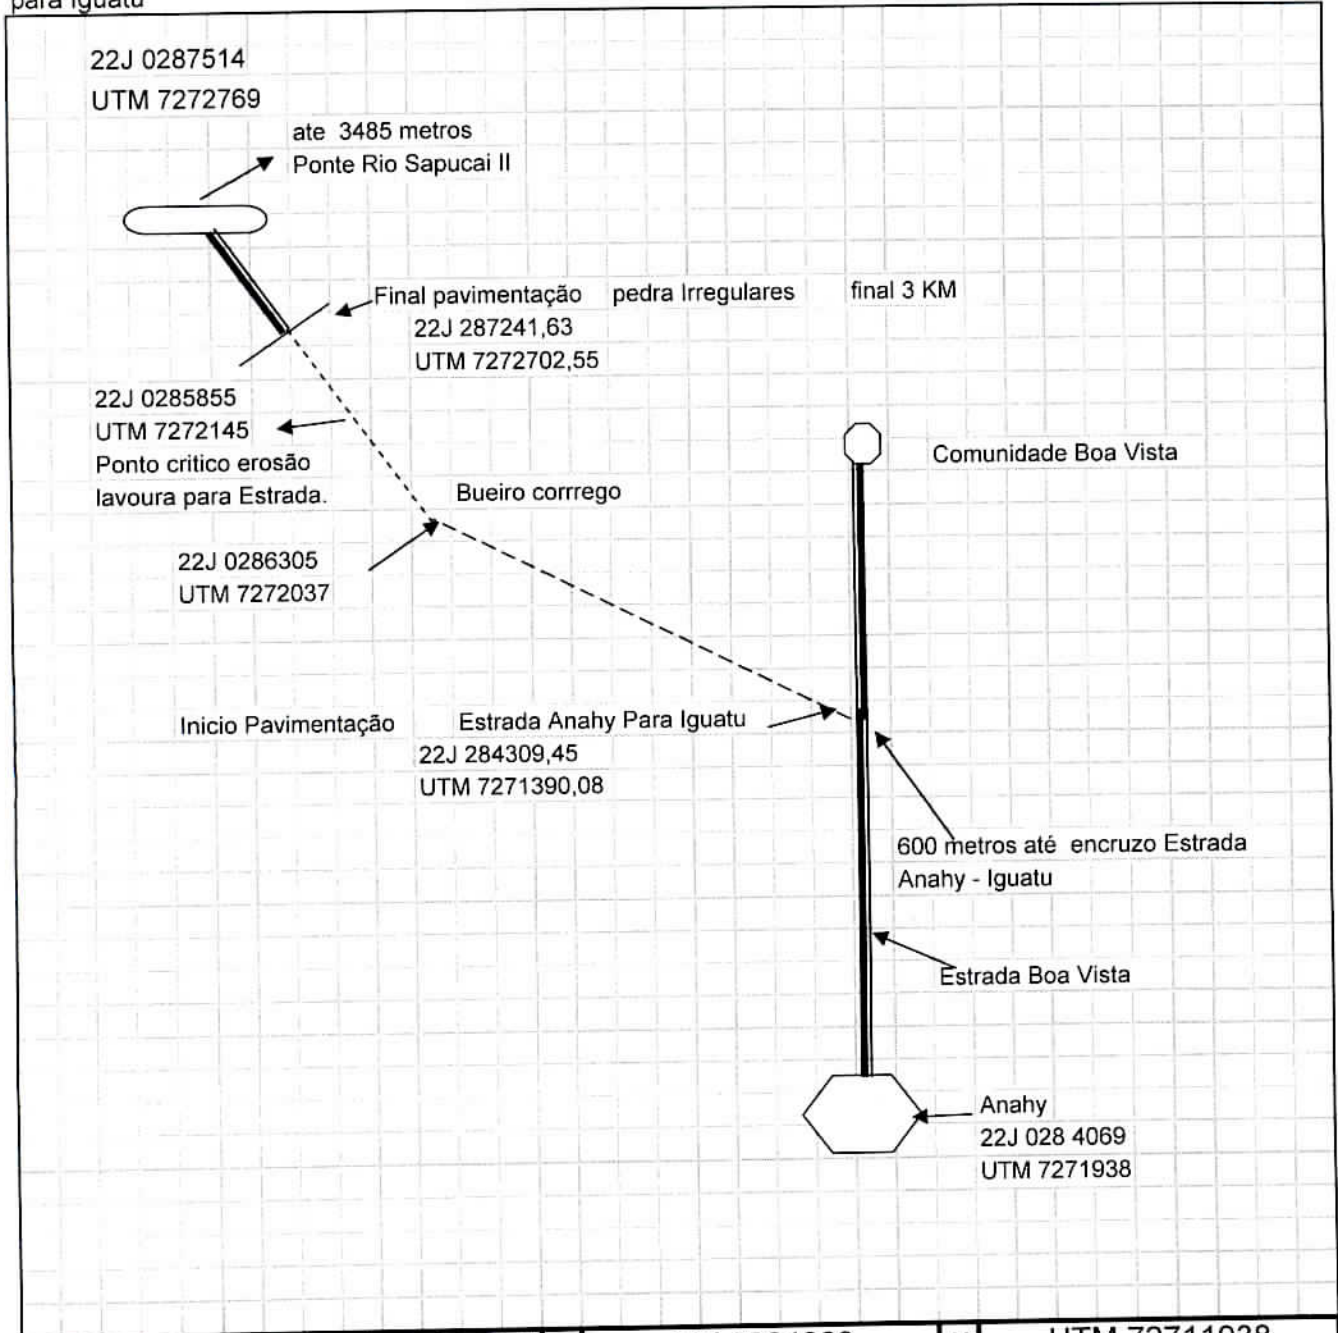 para Iguatu
22J 0287514
UTM 7272769
ate 3485 metros
Ponte Rio Sapucai II
Final pavimentação pedra Irregulares final 3 KM
22J 287241,63
UTM 7272702,55
22J 0285855
UTM 7272145
Ponto critico erosão
lavoura para Estrada.
Comunidade Boa Vista
Bueiro corrrego
22J 0286305
UTM 7272037
Inicio Pavimentação Estrada Anahy Para Iguatu
22J 284309,45
UTM 7271390,08
600 metros até encruzo Estrada
Anahy - Iguatu
Estrada Boa Vista
Anahy
22J 028 4069
UTM 7271938